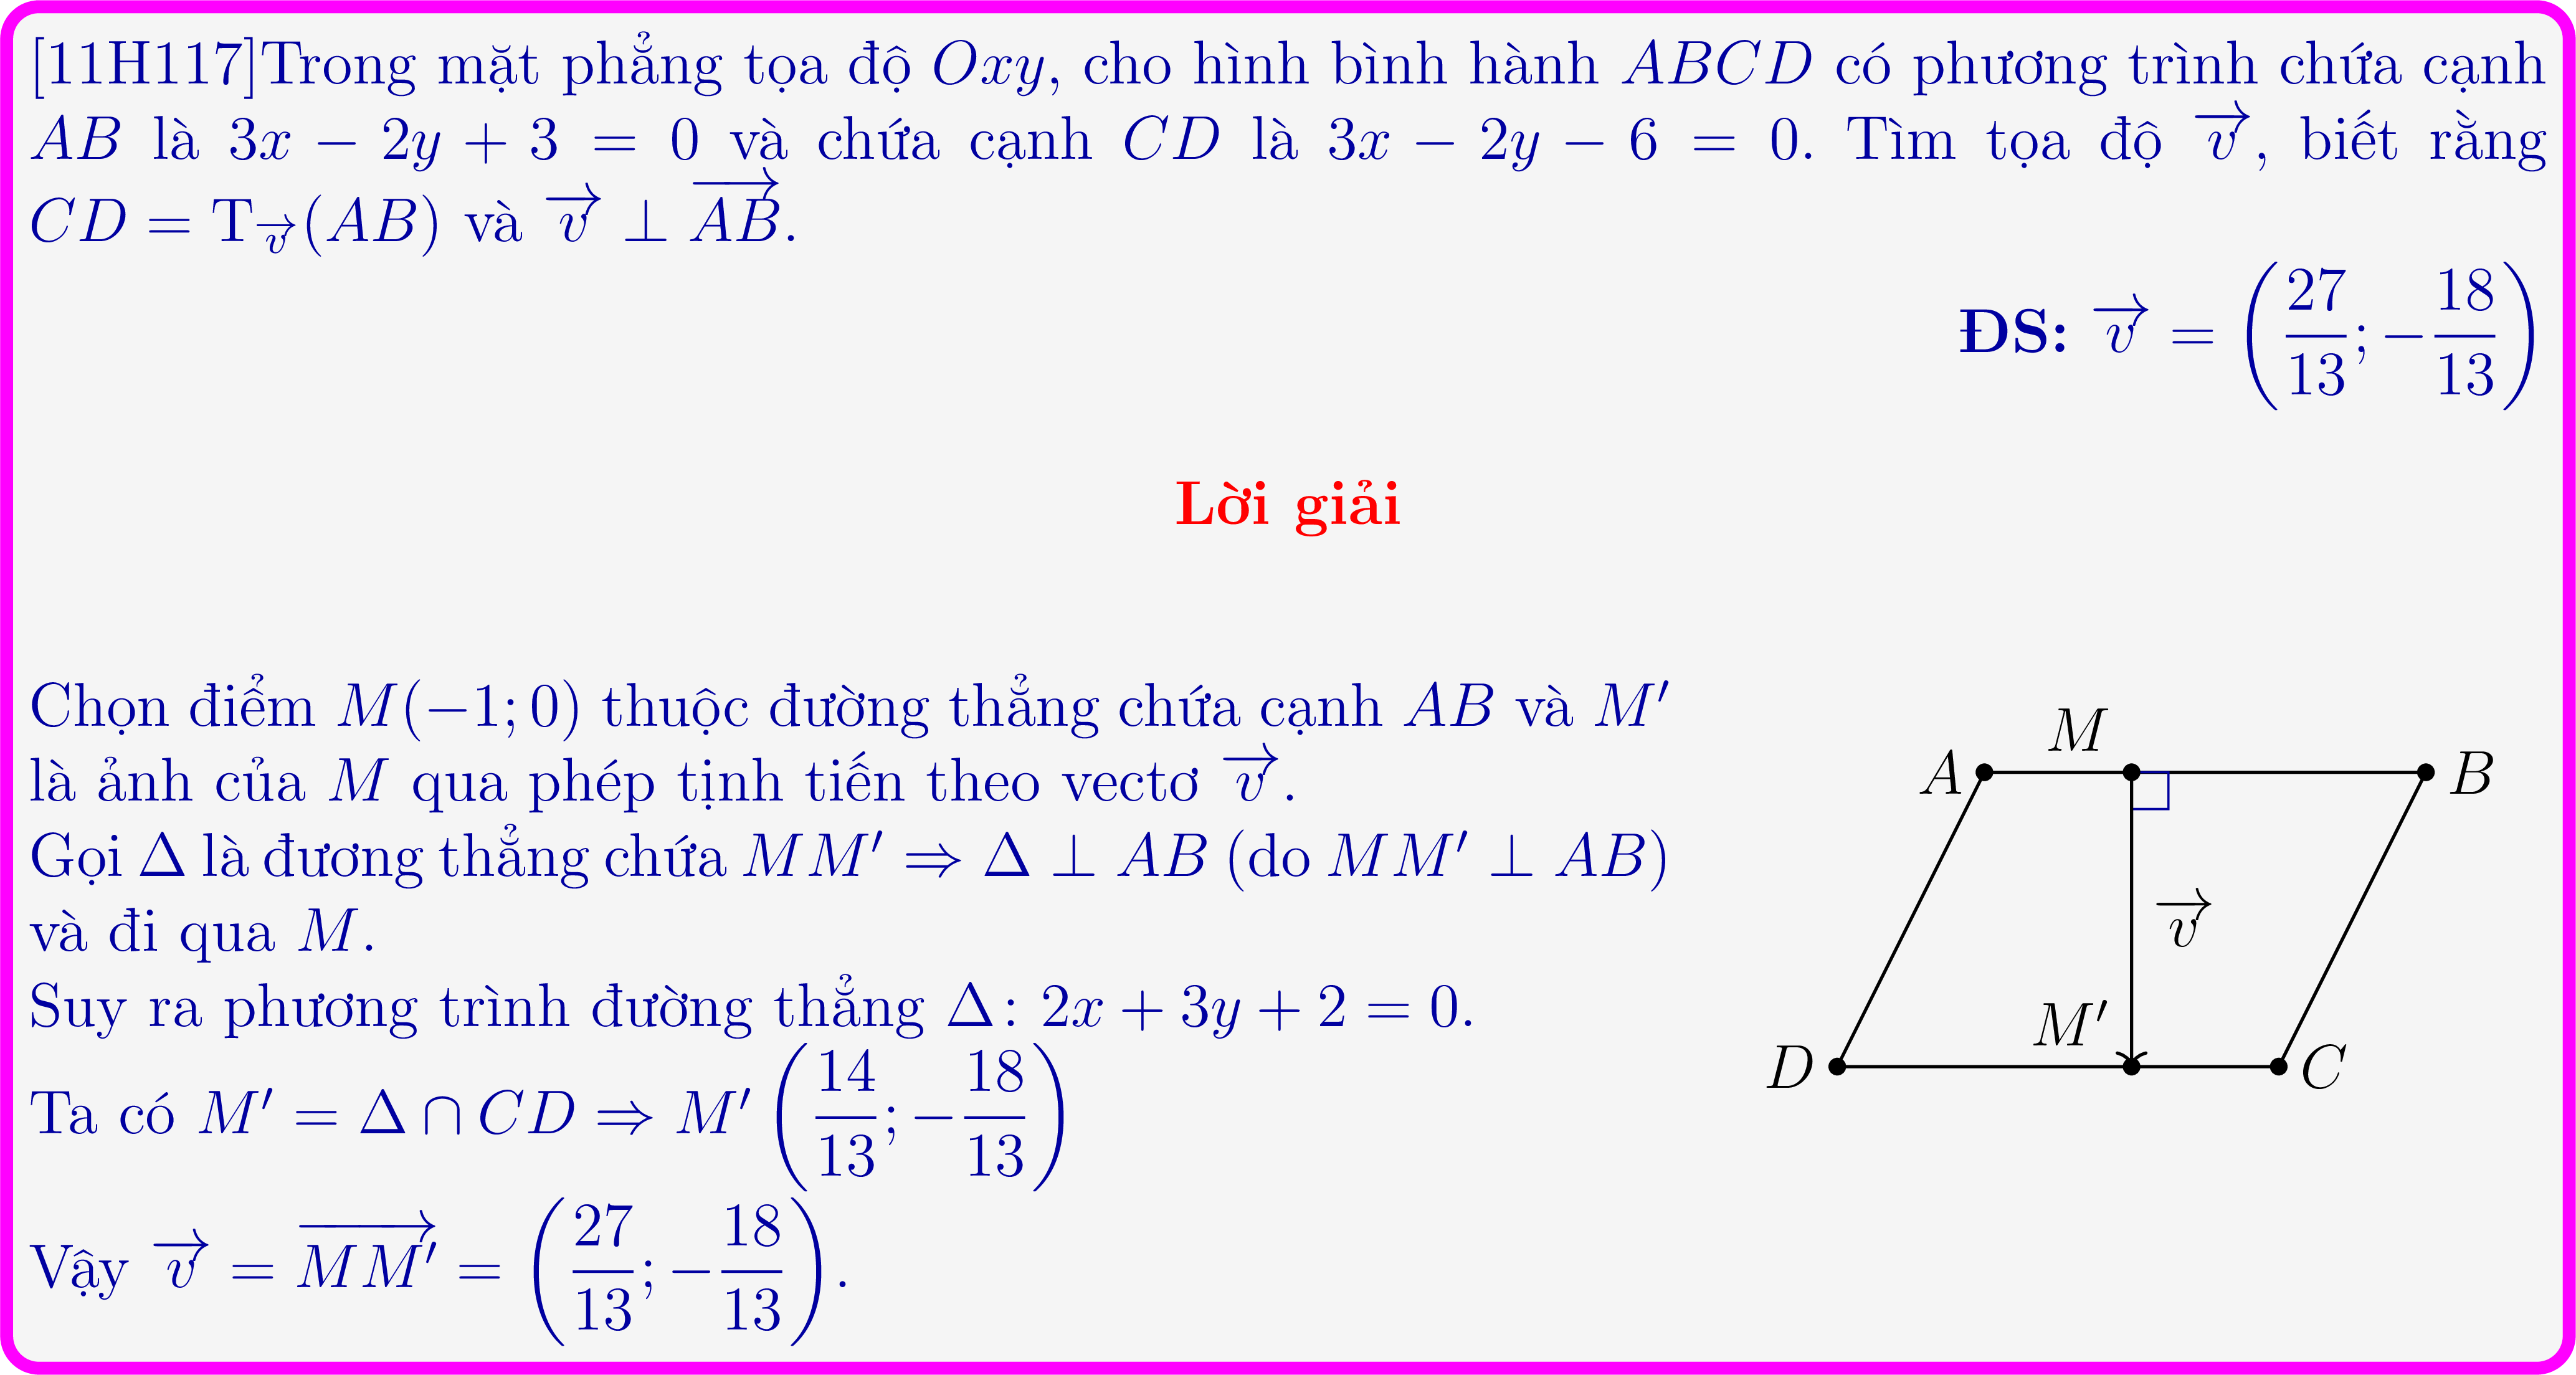 [11H117]Trong mặt phẳng tọa độ $Oxy$, cho hình bình hành $ABCD$ có phương trình chứa cạnh
$AB$ là $3x - 2y + 3 = 0$ và chứa cạnh $CD$ là $3x - 2y - 6 = 0$. Tìm tọa độ $\overrightarrow{v}$, biết rằng
$CD = \mathrm{T}_{\overrightarrow{v}}(AB)$ và $\overrightarrow{v} \perp \overrightarrow{AB}$.
ĐS: $\overrightarrow{v} = \left(\dfrac{27}{13}; -\dfrac{18}{13}\right)$
Lời giải
Chọn điểm $M(-1; 0)$ thuộc đường thẳng chứa cạnh $AB$ và $M'$
là ảnh của $M$ qua phép tịnh tiến theo vectơ $\overrightarrow{v}$.
Gọi $\Delta$ là đương thẳng chứa $MM' \Rightarrow \Delta \perp AB$ (do $MM' \perp AB$)
và đi qua $M$.
Suy ra phương trình đường thẳng $\Delta$: $2x + 3y + 2 = 0$.
Ta có $M' = \Delta \cap CD \Rightarrow M'\left(\dfrac{14}{13}; -\dfrac{18}{13}\right)$
Vậy $\overrightarrow{v} = \overrightarrow{MM'} = \left(\dfrac{27}{13}; -\dfrac{18}{13}\right)$.
$M$
$A$
$B$
$\overrightarrow{v}$
$M'$
$D$
$C$